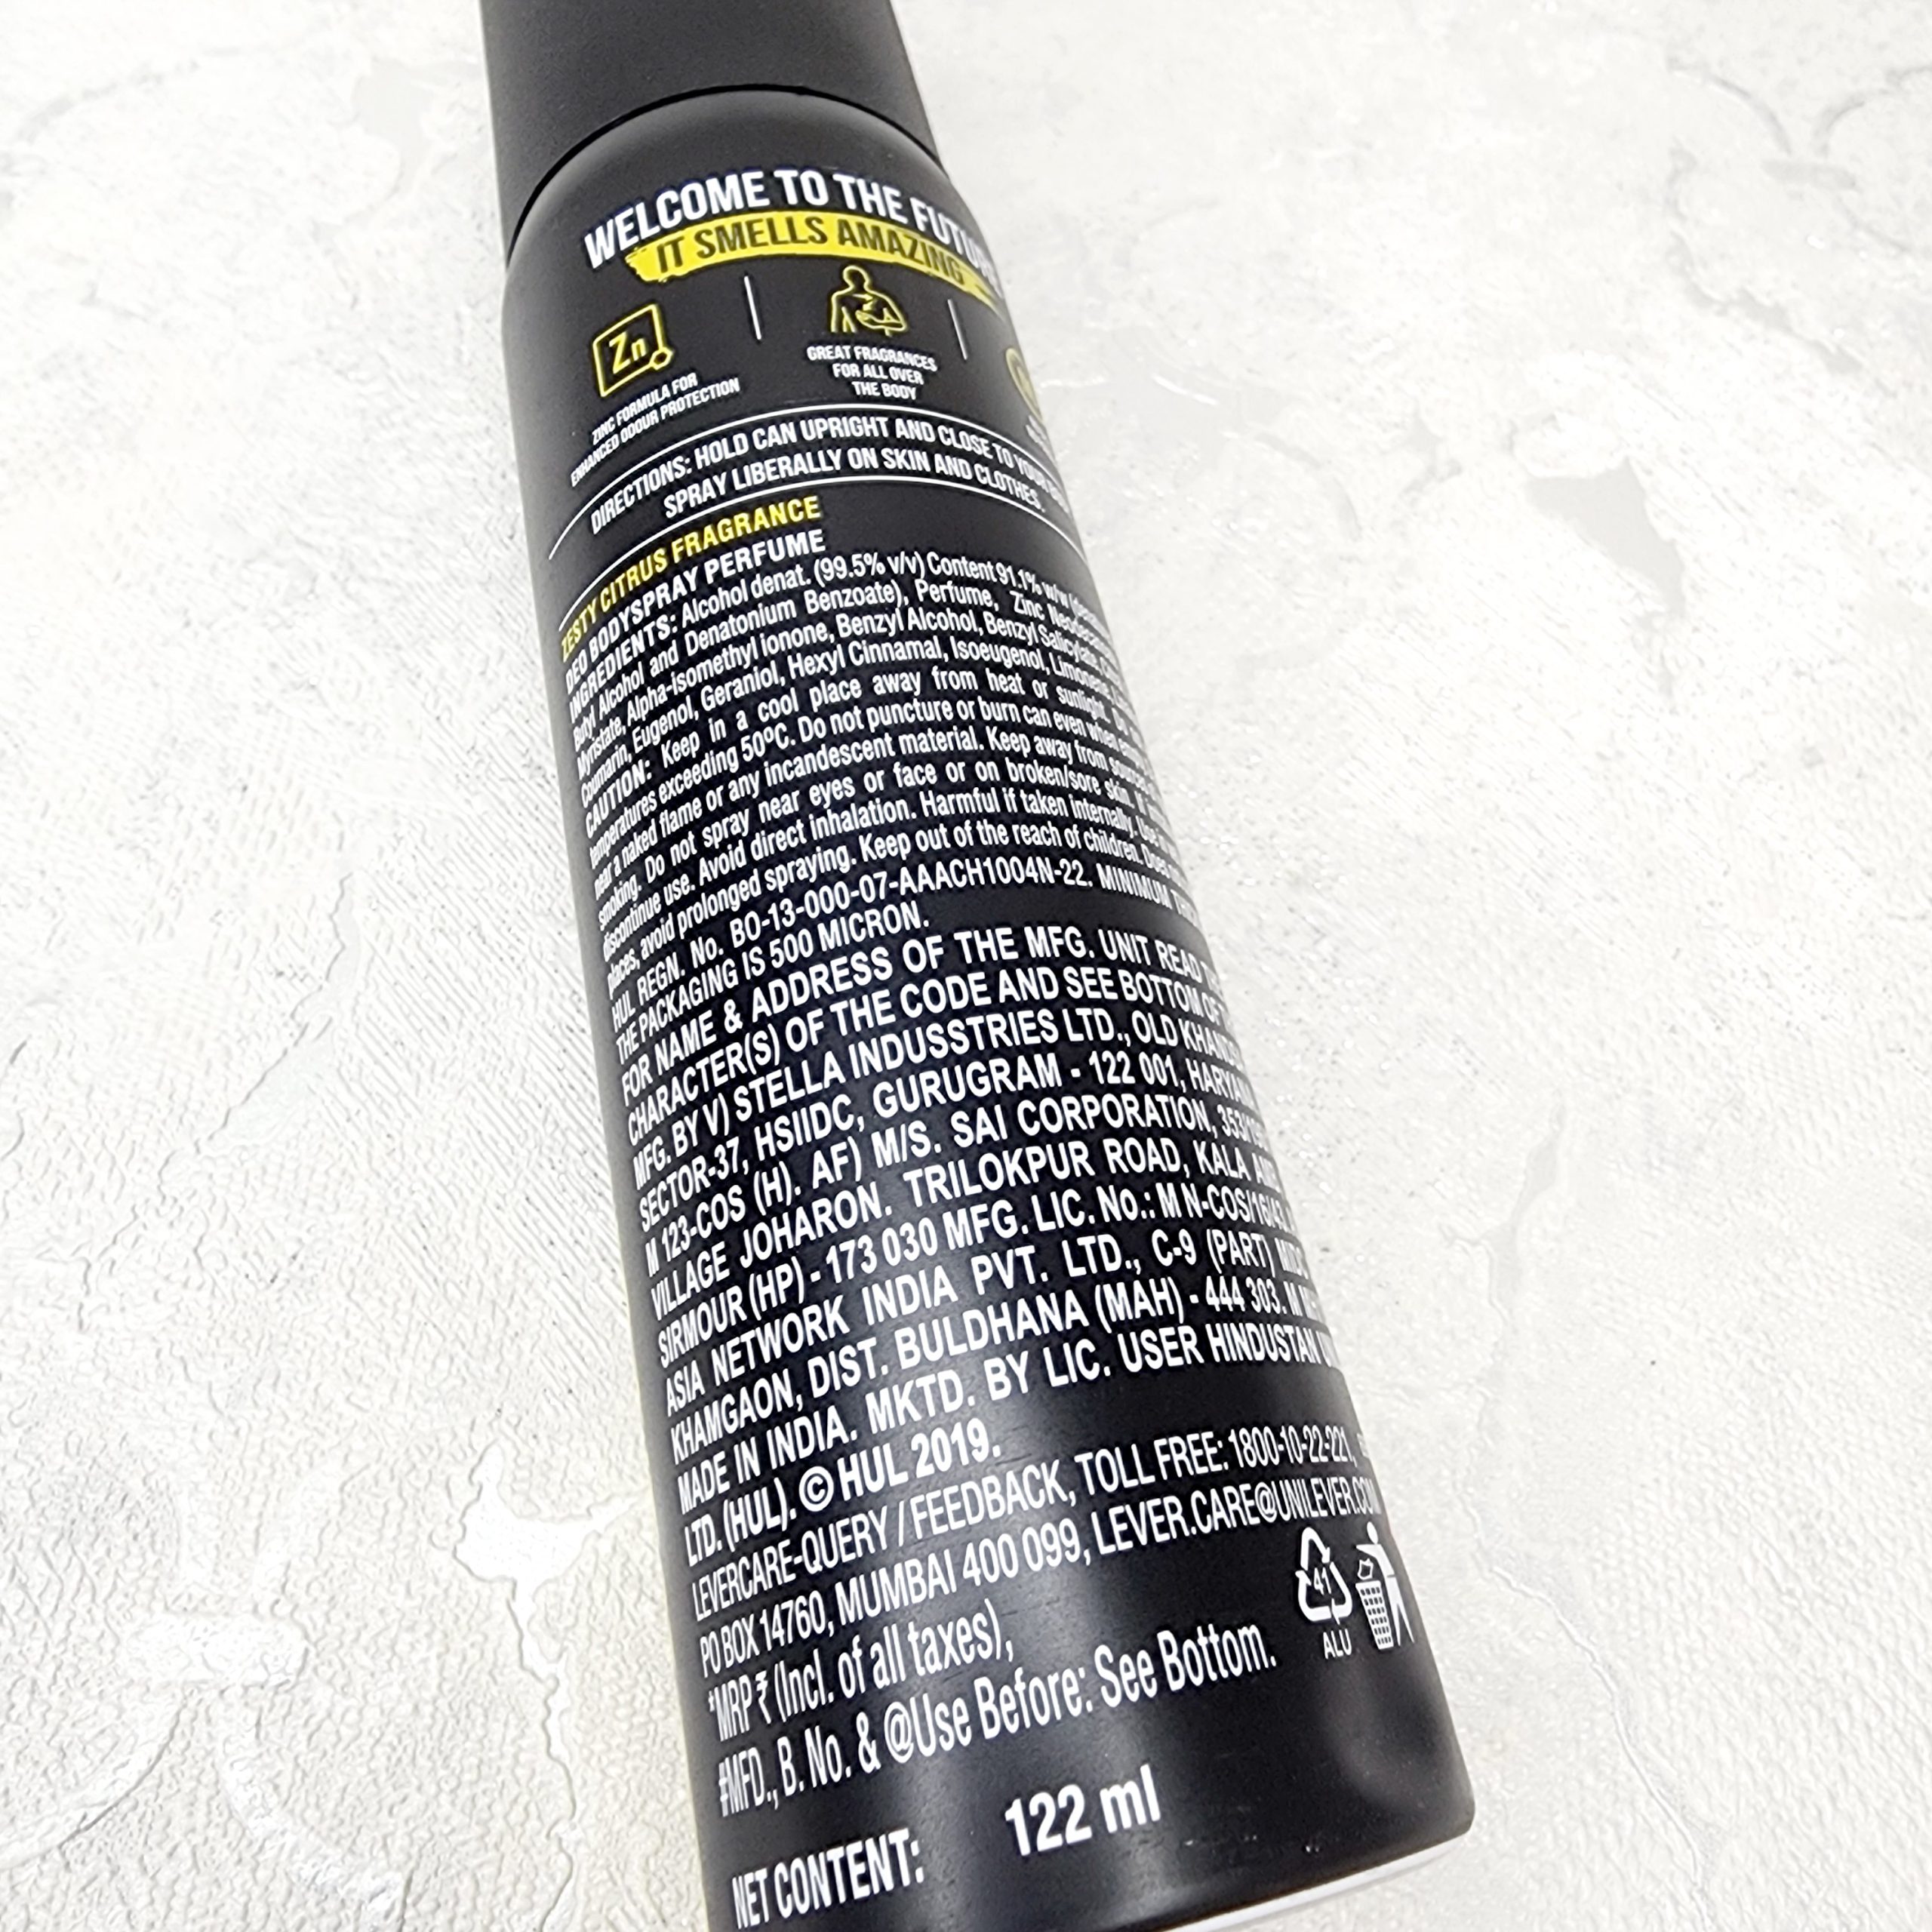 WELCOME TO THE FUTURE
IT SMELLS AMAZING
Zn
ZINC FORMULA FOR
ENHANCED ODOUR PROTECTION
GREAT FRAGRANCES
FOR ALL OVER
THE BODY
DIRECTIONS: HOLD CAN UPRIGHT AND CLOSE TO YOUR
SPRAY LIBERALLY ON SKIN AND CLOTHES.
ZESTY CITRUS FRAGRANCE
DEO BODYSPRAY PERFUME
INGREDIENTS: Alcohol denat. (99.5% v/v) Content 91.1% w/w
Butyl Alcohol and Denatonium Benzoate), Perfume, Zinc
Myristate, Alpha-isomethyl ionone, Benzyl Alcohol, Benzyl Salicylate,
Coumarin, Eugenol, Geraniol, Hexyl Cinnamal, Isoeugenol, Limonene,
CAUTION: Keep in a cool place away from heat or sunlight.
temperatures exceeding 50ºC. Do not puncture or burn can even when
near a naked flame or any incandescent material. Keep away from
smoking. Do not spray near eyes or face or on broken/sore skin.
discontinue use. Avoid direct inhalation. Harmful if taken internally. Use
places, avoid prolonged spraying. Keep out of the reach of children.
HUL REGN. No. BO-13-000-07-AAACH1004N-22. MINIMUM
THE PACKAGING IS 500 MICRON.
FOR NAME & ADDRESS OF THE MFG. UNIT READ
CHARACTER(S) OF THE CODE AND SEE BOTTOM OF
MFG. BY V) STELLA INDUSSTRIES LTD., OLD
SECTOR-37, HSIIDC, GURUGRAM - 122 001,
M 123-COS (H). AF) M/S. SAI CORPORATION,
VILLAGE JOHARON. TRILOKPUR ROAD, KALA
SIRMOUR (HP) - 173 030 MFG. LIC. No.: M N-COS/16/
ASIA NETWORK INDIA PVT. LTD., C-9 (PART)
KHAMGAON, DIST. BULDHANA (MAH) - 444 303.
MADE IN INDIA. MKTD. BY LIC. USER HINDUSTAN
LTD. (HUL). © HUL 2019.
LEVERCARE-QUERY / FEEDBACK, TOLL FREE: 1800-10-22-221,
PO BOX 14760, MUMBAI 400 099, LEVER.CARE@UNILEVER.COM
*MRP ₹ (Incl. of all taxes),
#MFD., B. No. & @Use Before: See Bottom.
41
ALU
NET CONTENT: 122 ml